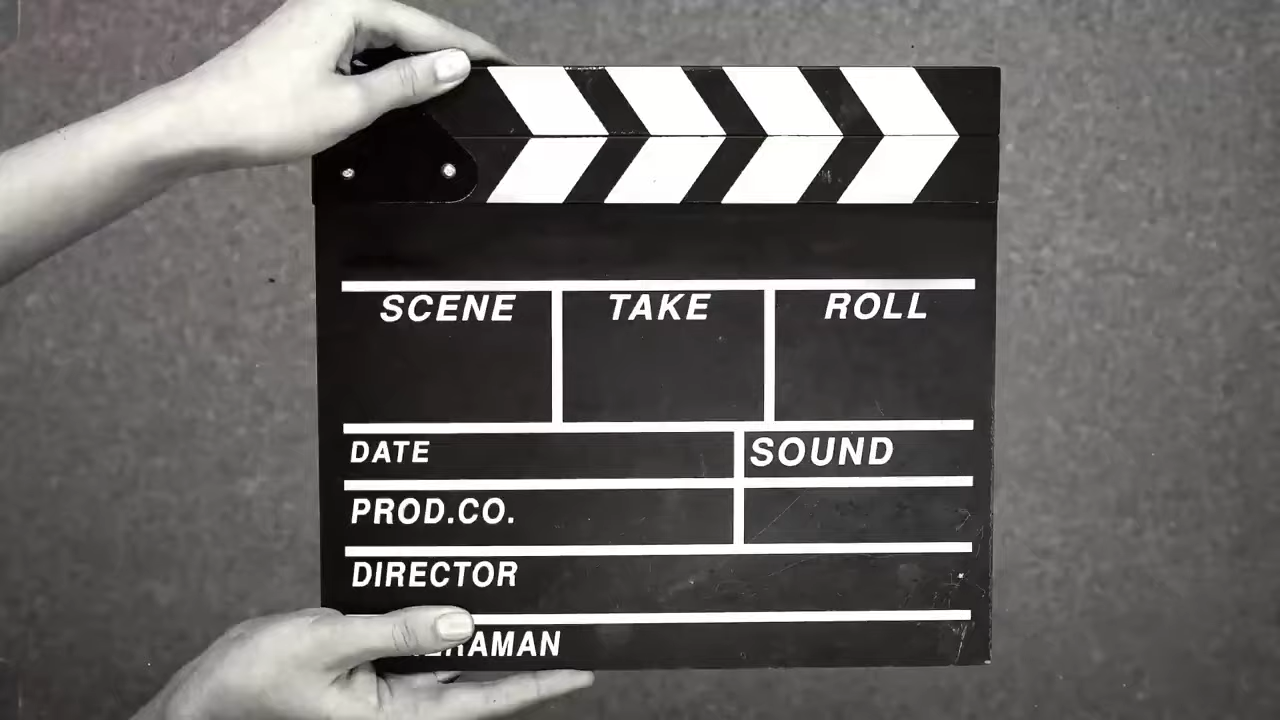 SCENE TAKE ROLL
DATE SOUND
PROD.CO.
DIRECTOR